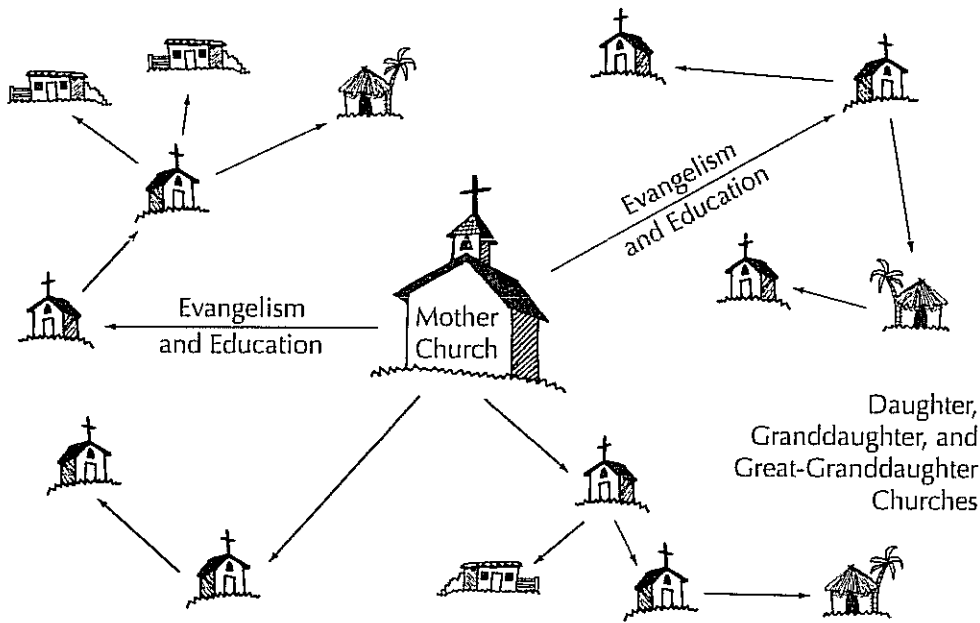 Evangelism
and Education
Evangelism
and Education
Mother
Church
Daughter,
Granddaughter, and
Great-Granddaughter
Churches